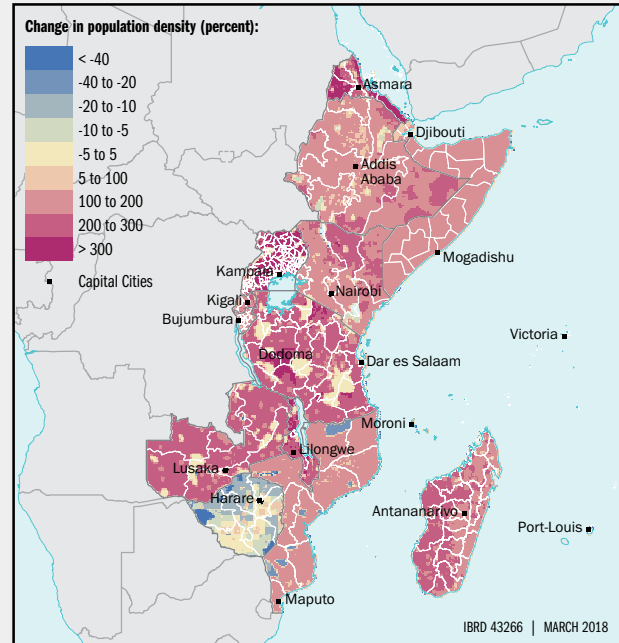 Change in population density (percent):
< -40
-40 to -20
-20 to -10
-10 to -5
-5 to 5
5 to 100
100 to 200
200 to 300
> 300
Capital Cities
Asmara
Djibouti
Addis
Ababa
Mogadishu
Kampala
Kigali
Nairobi
Bujumbura
Victoria
Dodoma
Dar es Salaam
Moroni
Lilongwe
Lusaka
Harare
Antananarivo
Port-Louis
Maputo
IBRD 43266 | MARCH 2018